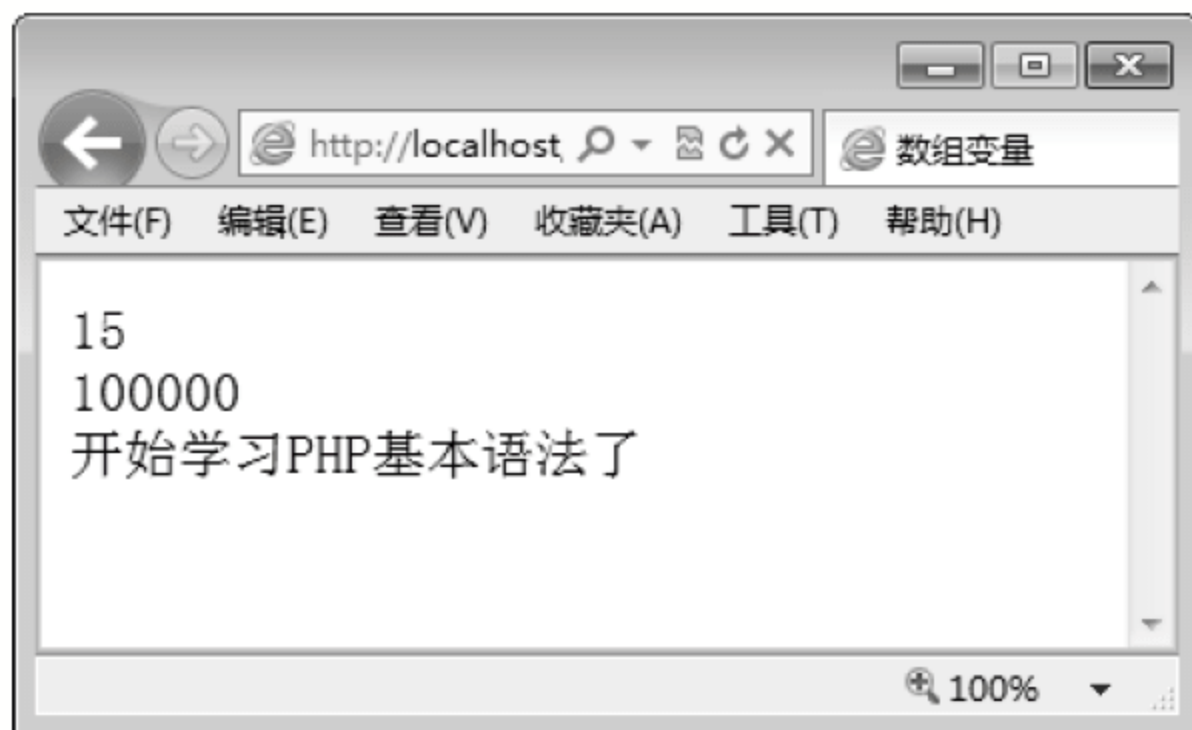 http://localhost
数组变量
文件(F) 编辑(E) 查看(V) 收藏夹(A) 工具(T) 帮助(H)
15
100000
开始学习PHP基本语法了
100%